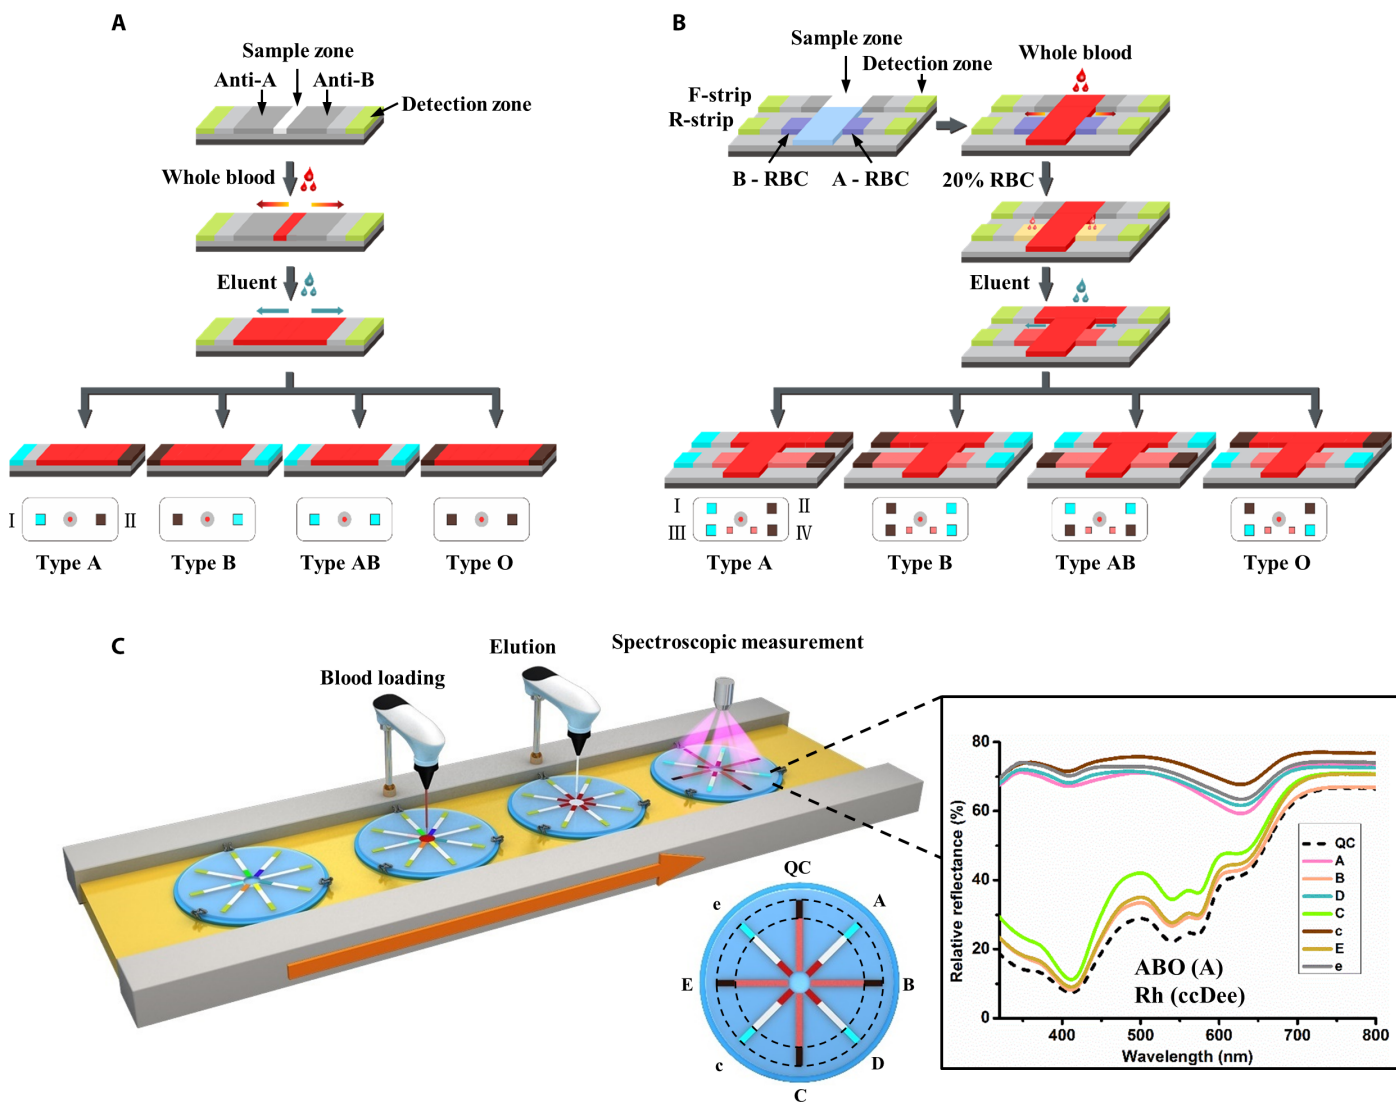 A
Sample zone
Anti-A
Anti-B
Detection zone
Whole blood
Eluent
I
II
Type A
Type B
Type AB
Type O
B
Sample zone
Whole blood
Detection zone
F-strip
R-strip
B - RBC
A - RBC
20% RBC
Eluent
I
II
III
IV
Type A
Type B
Type AB
Type O
C
Spectroscopic measurement
Elution
Blood loading
QC
e
A
E
B
c
D
C
Relative reflectance (%)
80
60
40
20
0
400
500
600
700
800
Wavelength (nm)
QC
A
B
D
C
c
E
e
ABO (A)
Rh (ccDee)